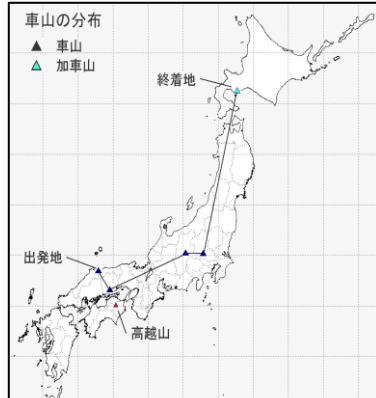 車山の分布
▲ 車山
▲ 加車山
終着地
出発地
高越山